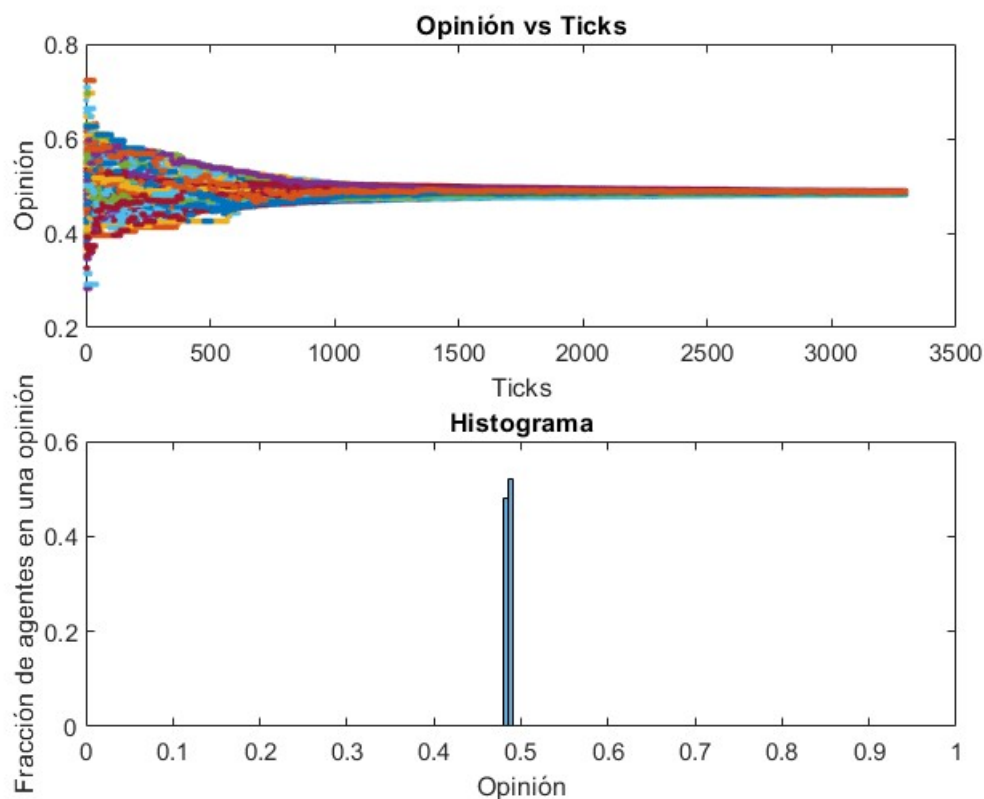 Opinión vs Ticks
0.8
0.6
0.4
0.2
Opinión
0 500 1000 1500 2000 2500 3000 3500
Ticks
Histograma
0.6
0.4
0.2
0
Fracción de agentes en una opinión
0 0.1 0.2 0.3 0.4 0.5 0.6 0.7 0.8 0.9 1
Opinión